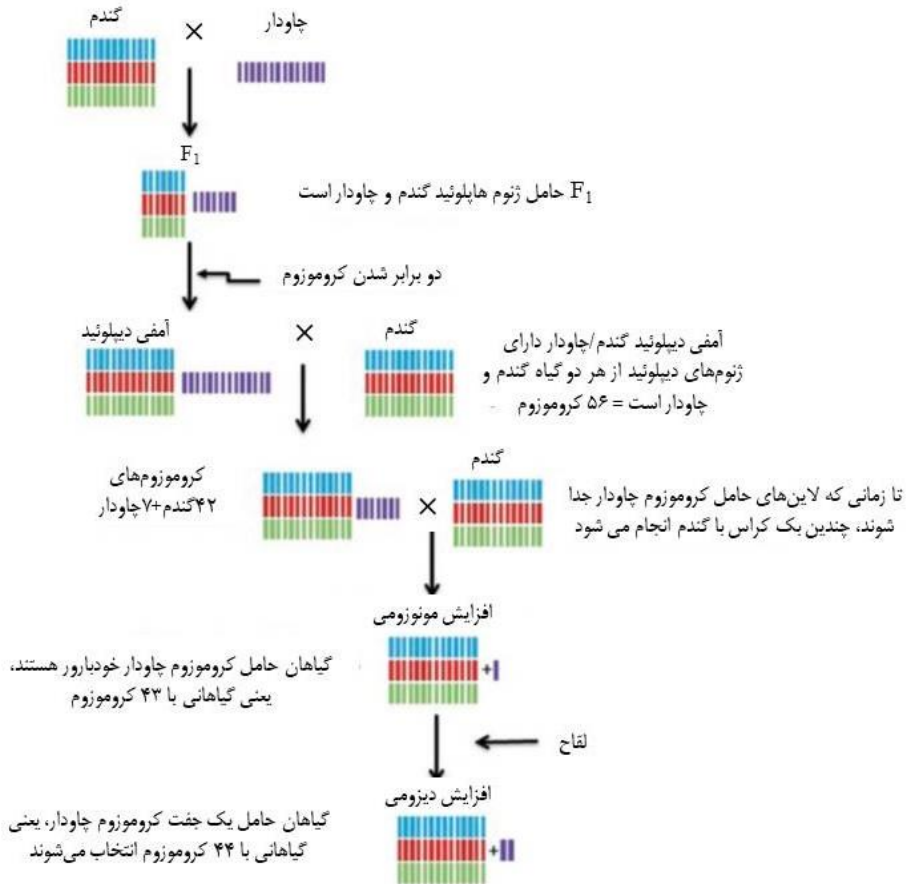 گندم
×
چاودار
F1
F1 حامل ژنوم هاپلوئید گندم و چاودار است
دو برابر شدن کروموزوم
آمفی دیپلوئید
×
گندم
آمفی دیپلوئید گندم/چاودار دارای
ژنوم‌های دیپلوئید از هر دو گیاه گندم و
چاودار است = ۵۶ کروموزوم
کروموزوم‌های
۴۲گندم+۷چاودار
×
گندم
تا زمانی که لاین‌های حامل کروموزوم چاودار جدا
شوند، چندین بک کراس با گندم انجام می شود
افزایش مونوزومی
+
گیاهان حامل کروموزوم چاودار خودبارور هستند،
یعنی گیاهانی با ۴۳ کروموزوم
لقاح
افزایش دیزومی
+
گیاهان حامل یک جفت کروموزوم چاودار، یعنی
گیاهانی با ۴۴ کروموزوم انتخاب می‌شوند